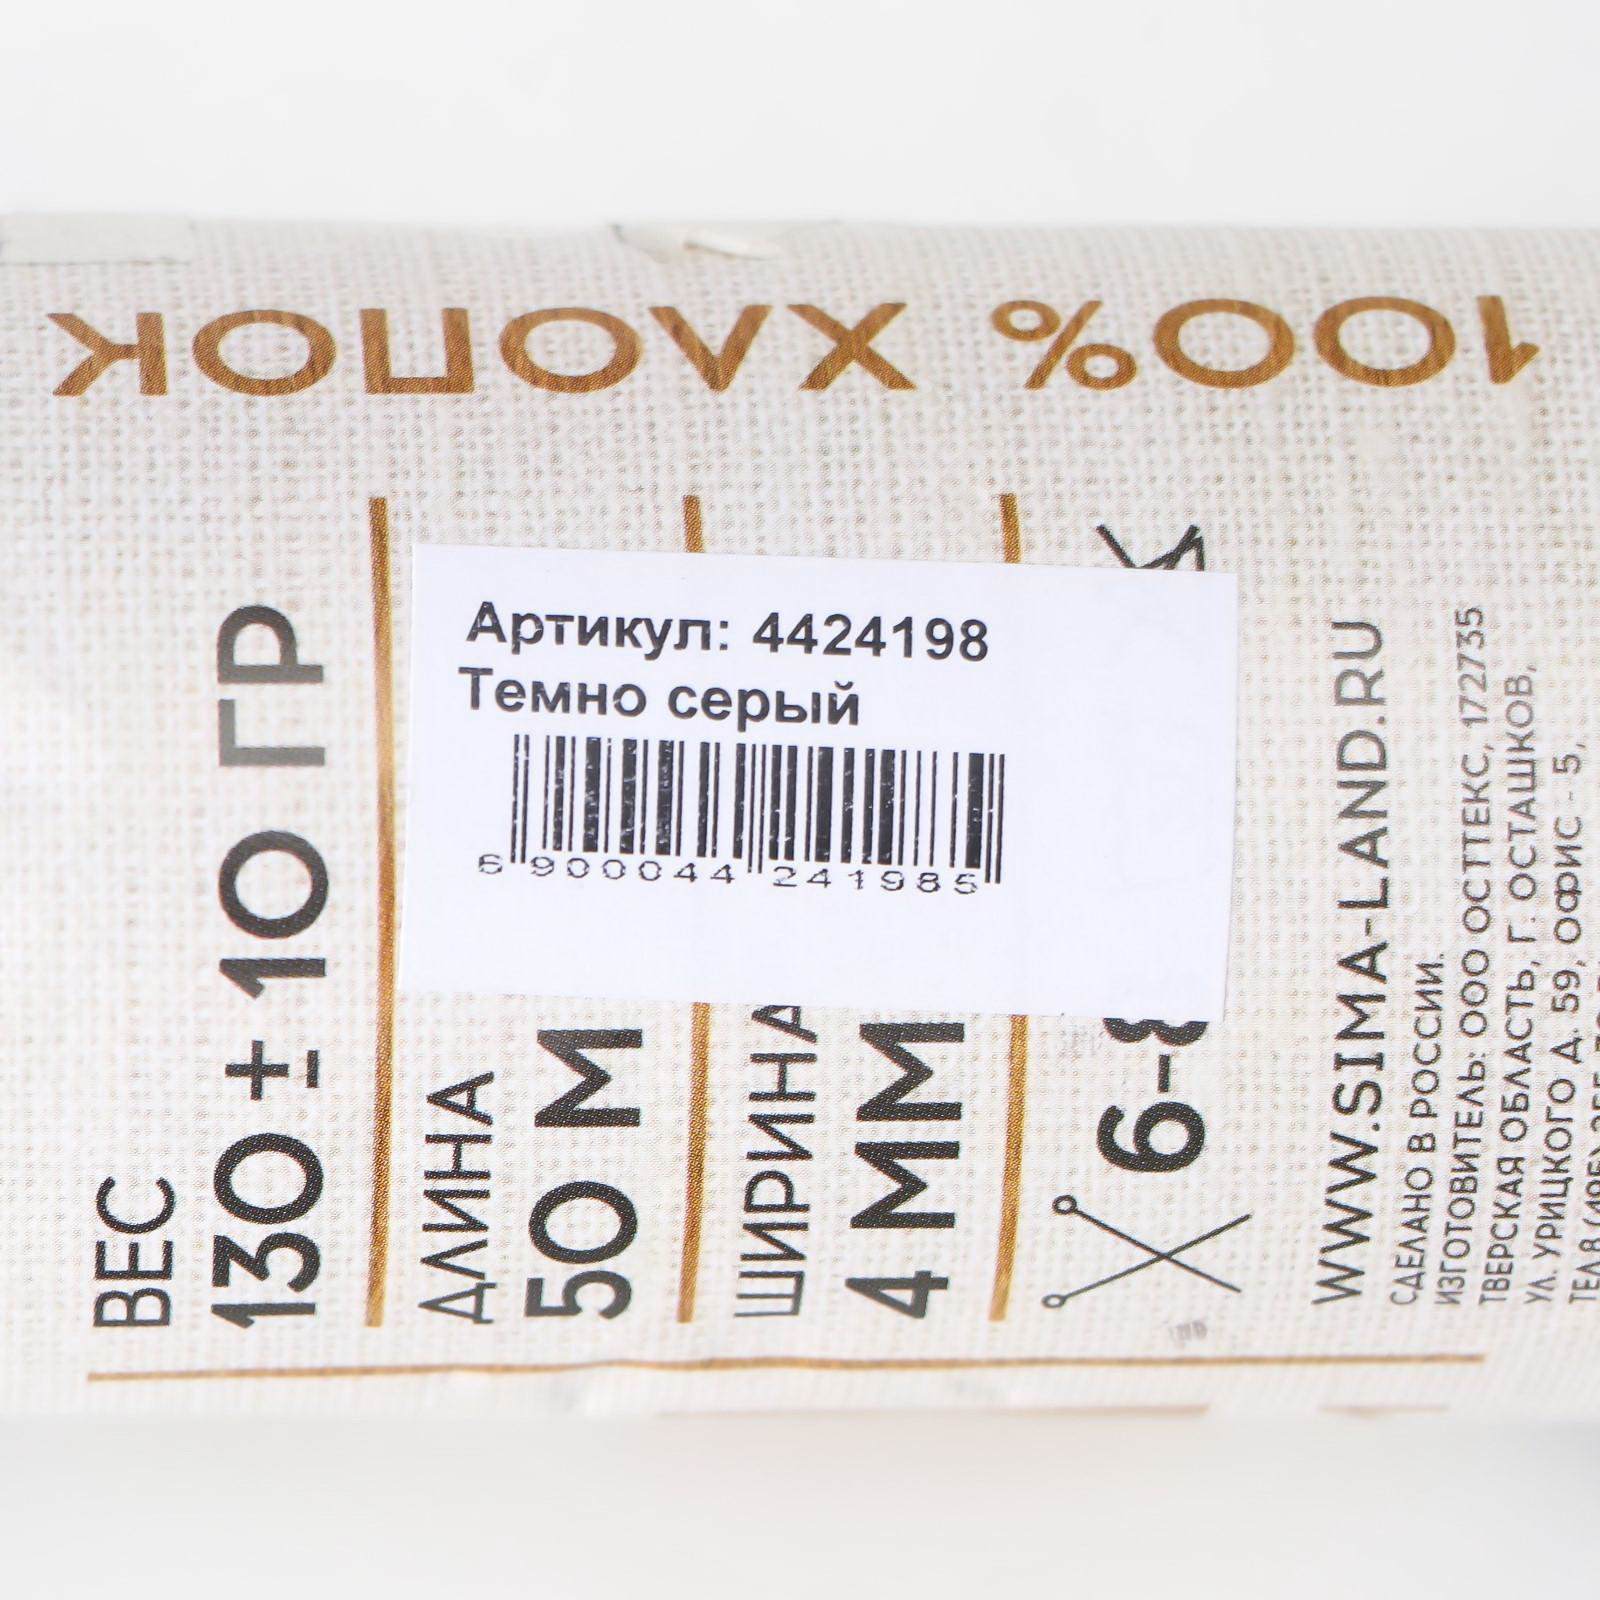 100% ХЛОПОК
Артикул: 4424198
Темно серый
6 900044 241985
ВЕС
130 ± 10 ГР
ДЛИНА
50 М
ШИРИНА
4 ММ
6-8
WWW.SIMA-LAND.RU
СДЕЛАНО В РОССИИ.
ИЗГОТОВИТЕЛЬ: ООО ОСТТЕКС, 172735
ТВЕРСКАЯ ОБЛАСТЬ, Г. ОСТАШКОВ,
УЛ. УРИЦКОГО Д. 59, ОФИС - 5,